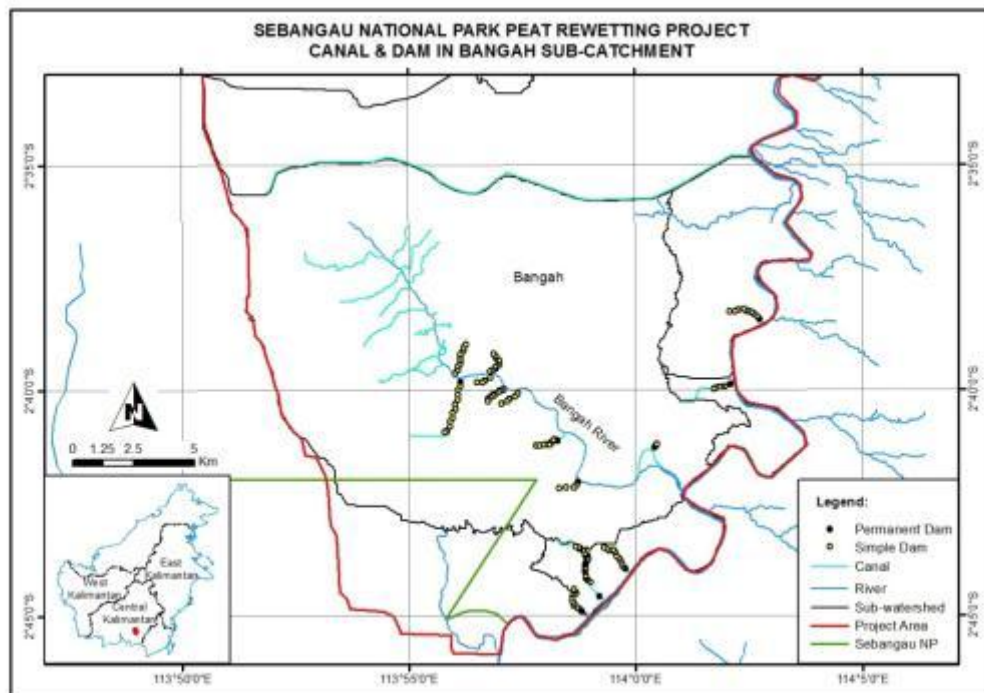 SEBANGAU NATIONAL PARK PEAT REWETTING PROJECT
CANAL & DAM IN BANGAH SUB-CATCHMENT
2°35'0"S
2°35'0"S
Bangah
2°40'0"S
2°40'0"S
N
Bangah River
0 1.25 2.5 5
Km
East
Kalimantan
West
Kalimantan
Central
Kalimantan
Legend:
Permanent Dam
Simple Dam
Canal
River
Sub-watershed
Project Area
Sebangau NP
2°45'0"S
2°45'0"S
113°50'0"E
113°55'0"E
114°0'0"E
114°5'0"E